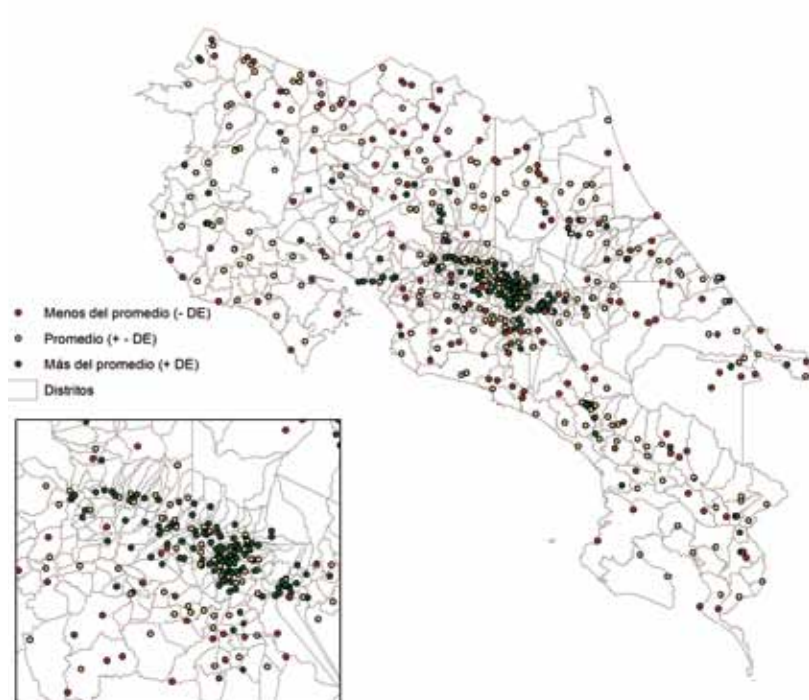 Menos del promedio (- DE)
Promedio (+ - DE)
Más del promedio (+ DE)
Distritos